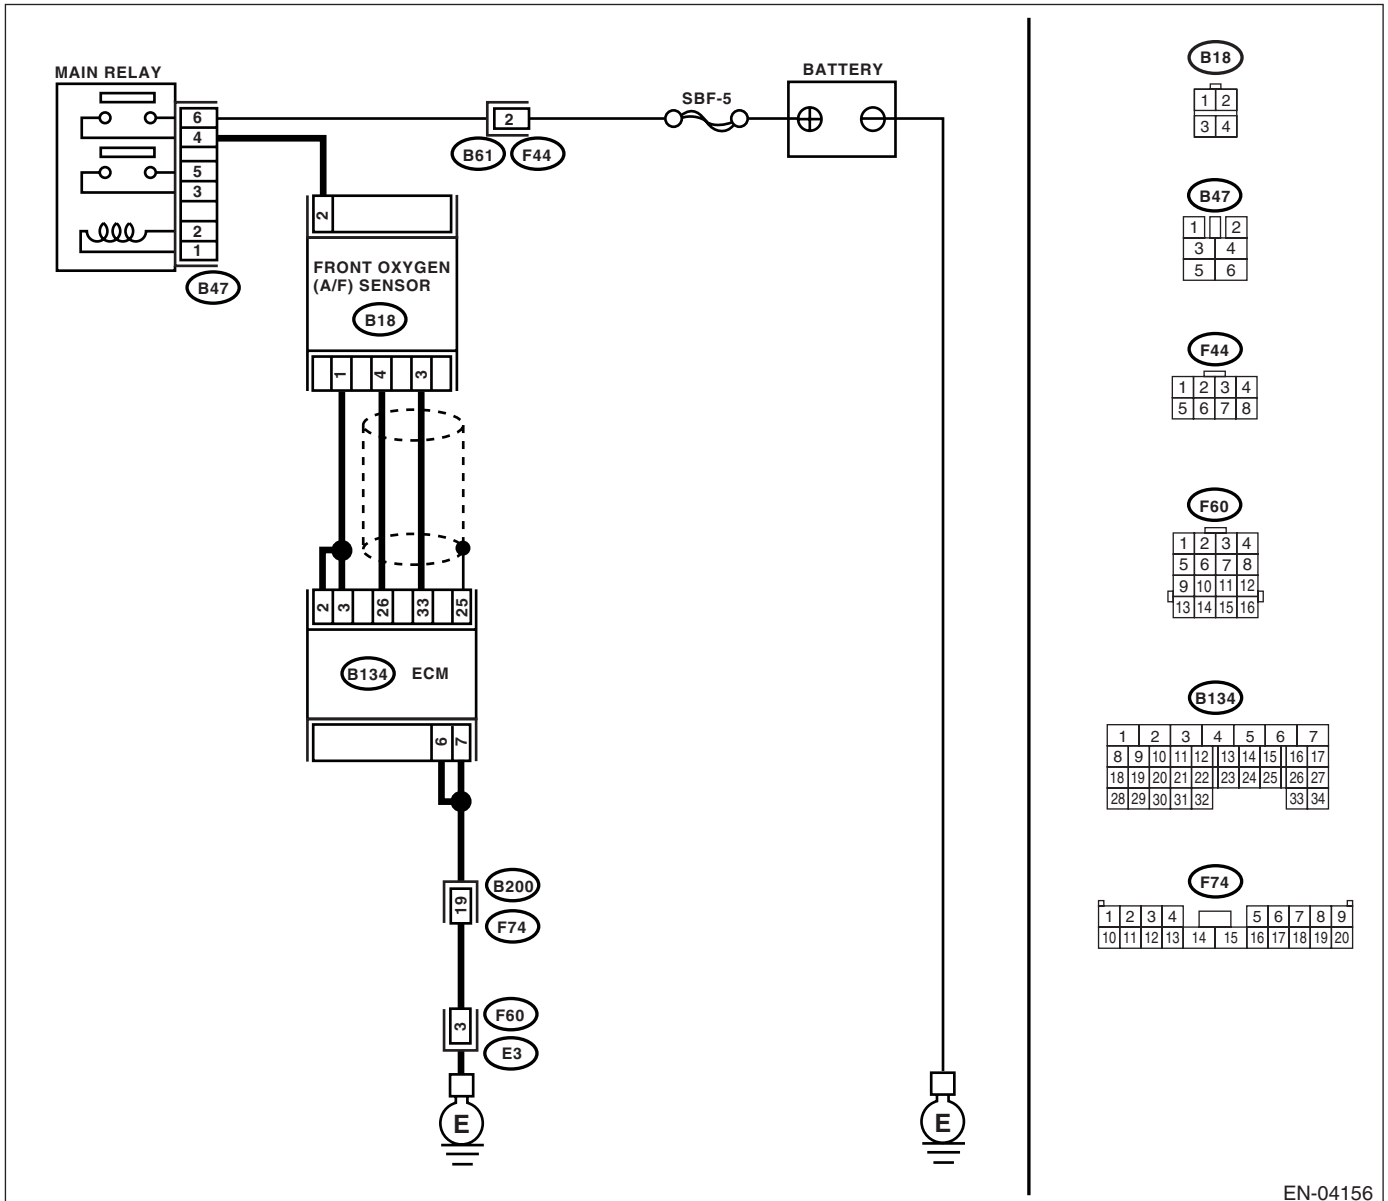 MAIN RELAY
6
4
5
3
2
1
B47
2
B61 F44
SBF-5
BATTERY
2
FRONT OXYGEN
(A/F) SENSOR
B18
1 4 3
2 3 26 33 25
B134 ECM
6 7
19
B200
F74
3
F60
E3
E
E
B18
1 2
3 4
B47
1 2
3 4
5 6
F44
1 2 3 4
5 6 7 8
F60
1 2 3 4
5 6 7 8
9 10 11 12
13 14 15 16
B134
1 2 3 4 5 6 7
8 9 10 11 12 13 14 15 16 17
18 19 20 21 22 23 24 25 26 27
28 29 30 31 32 33 34
F74
1 2 3 4 5 6 7 8 9
10 11 12 13 14 15 16 17 18 19 20
EN-04156